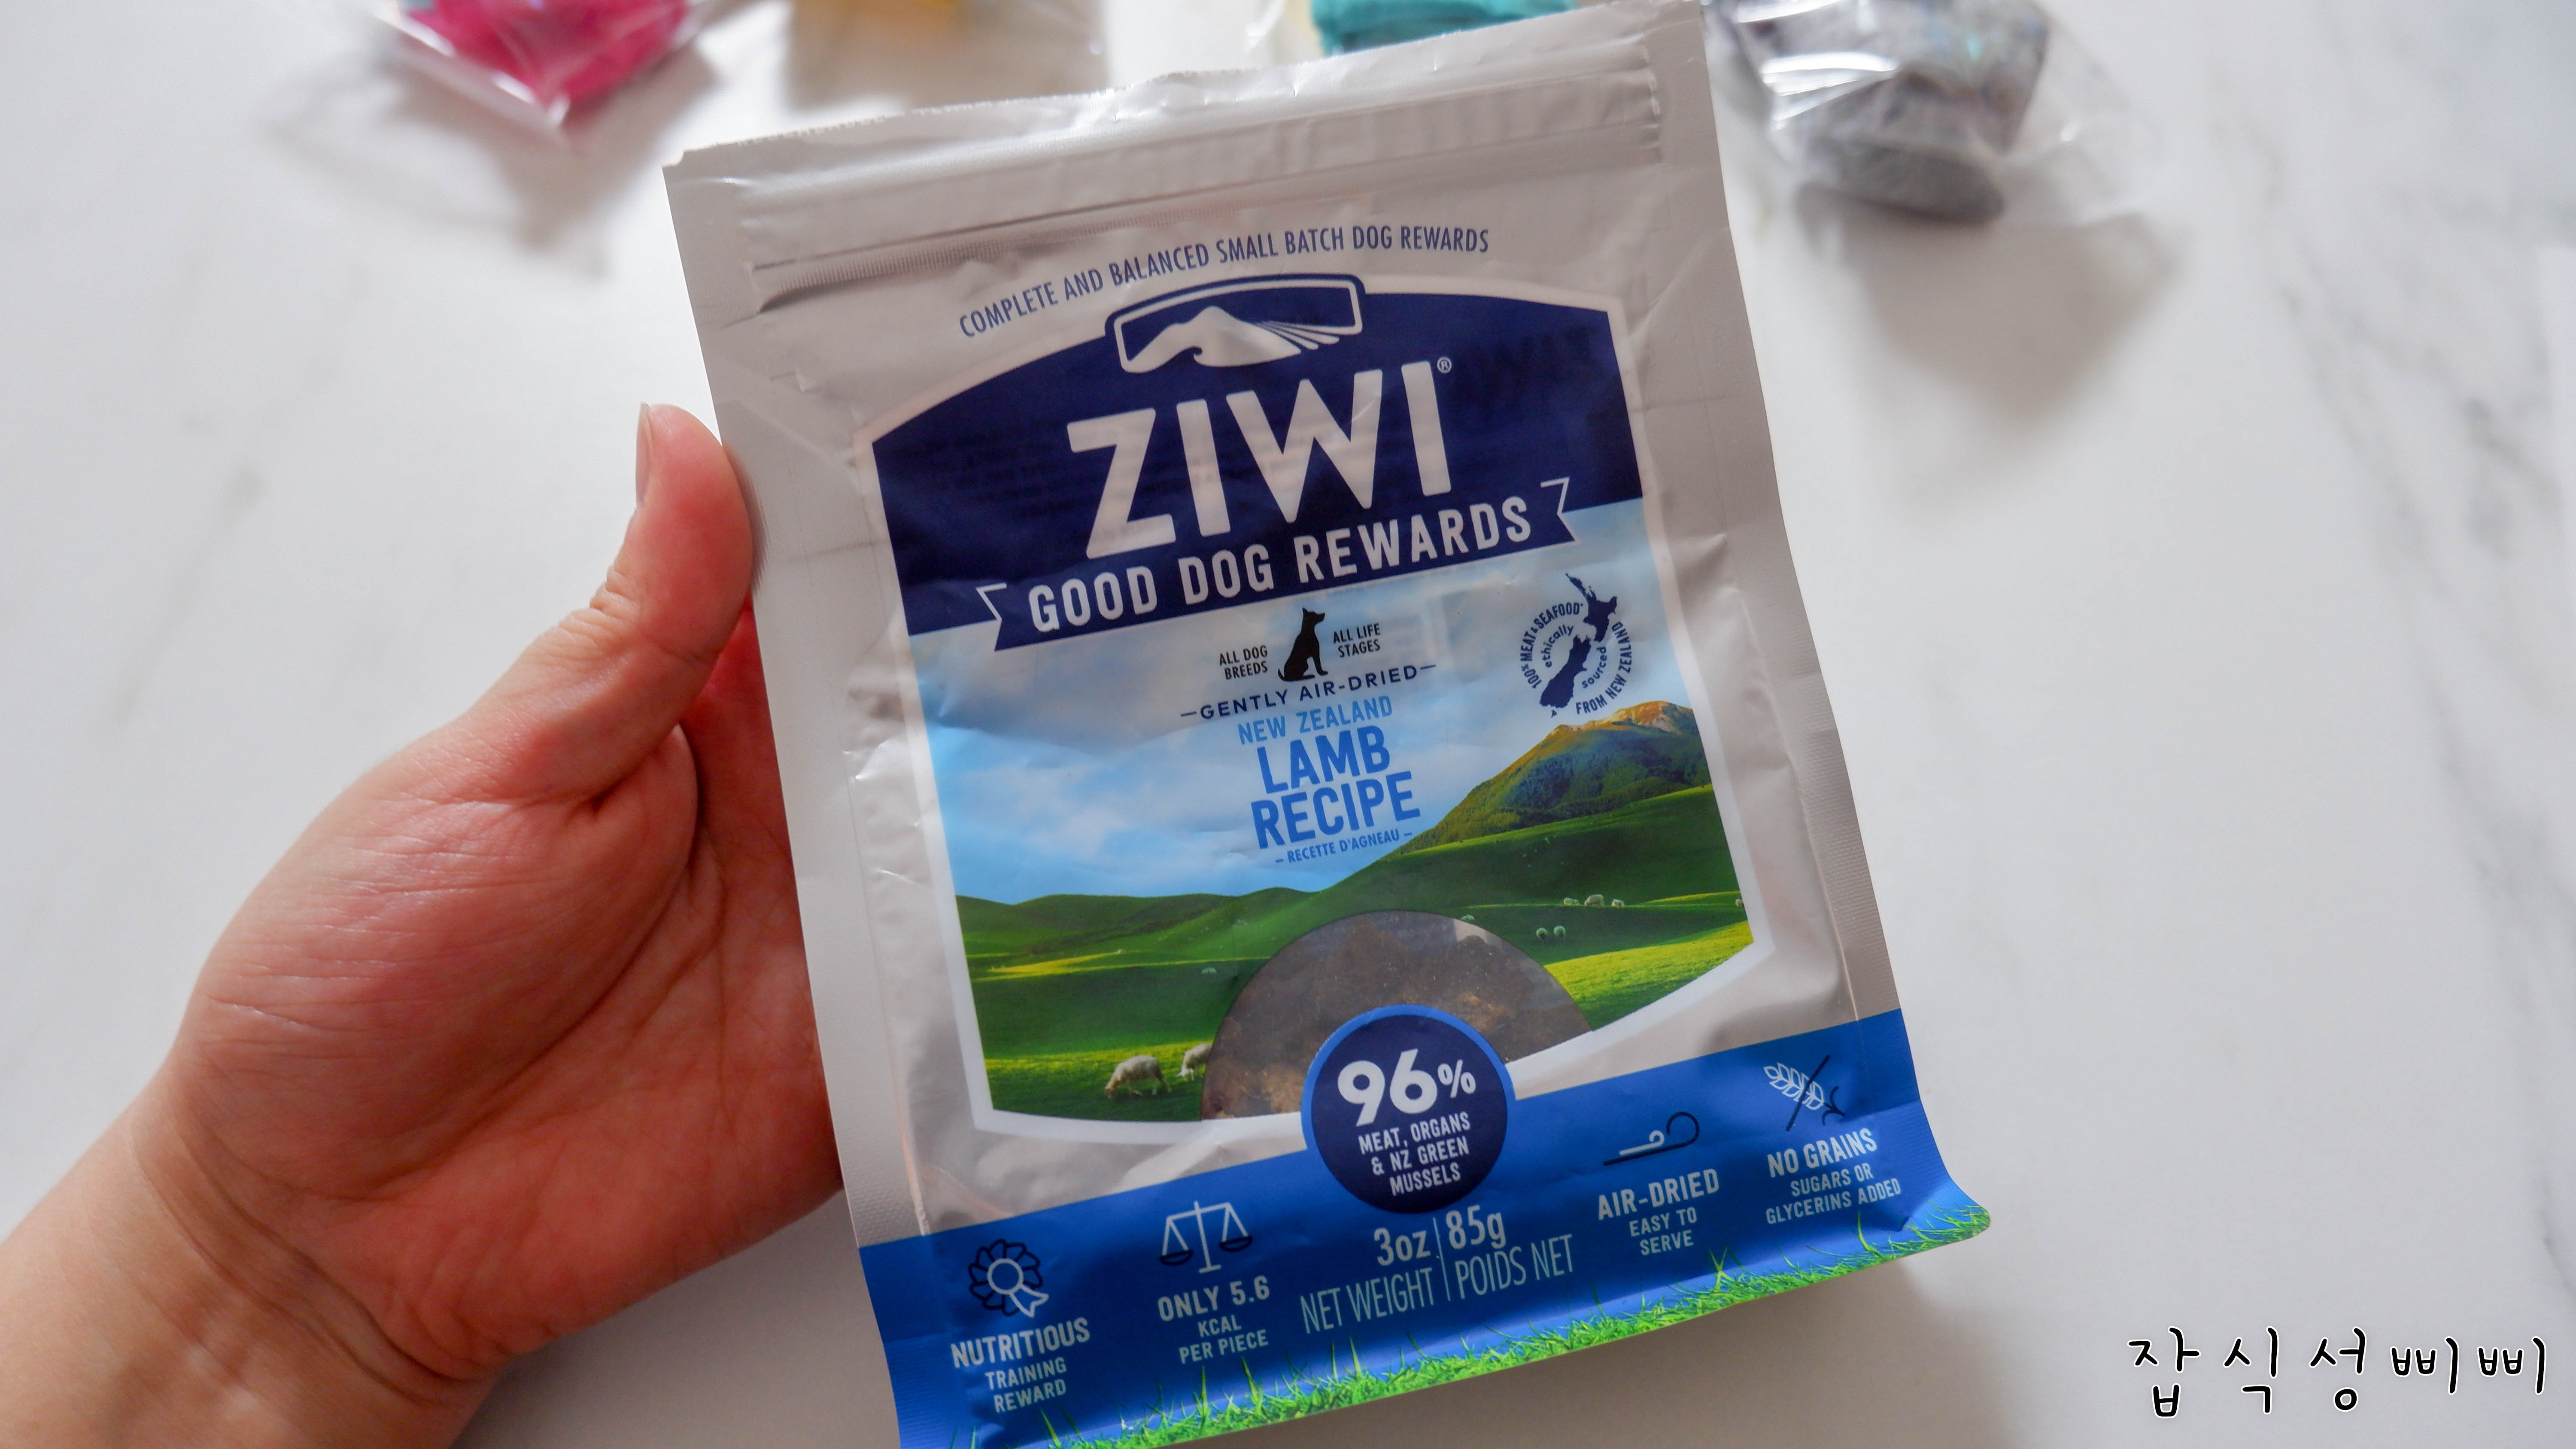 COMPLETE AND BALANCED SMALL BATCH DOG REWARDS
ZIWI®
GOOD DOG REWARDS
ALL DOG
BREEDS
ALL LIFE
STAGES
100% MEAT & SEAFOOD*
ethically
sourced
FROM NEW ZEALAND
—GENTLY AIR-DRIED—
NEW ZEALAND
LAMB
RECIPE
– RECETTE D'AGNEAU –
96%
MEAT, ORGANS
& NZ GREEN
MUSSELS
NUTRITIOUS
TRAINING
REWARD
ONLY 5.6
KCAL
PER PIECE
3oz | 85g
NET WEIGHT | POIDS NET
AIR-DRIED
EASY TO
SERVE
NO GRAINS
SUGARS OR
GLYCERINS ADDED
잡식성삐삐